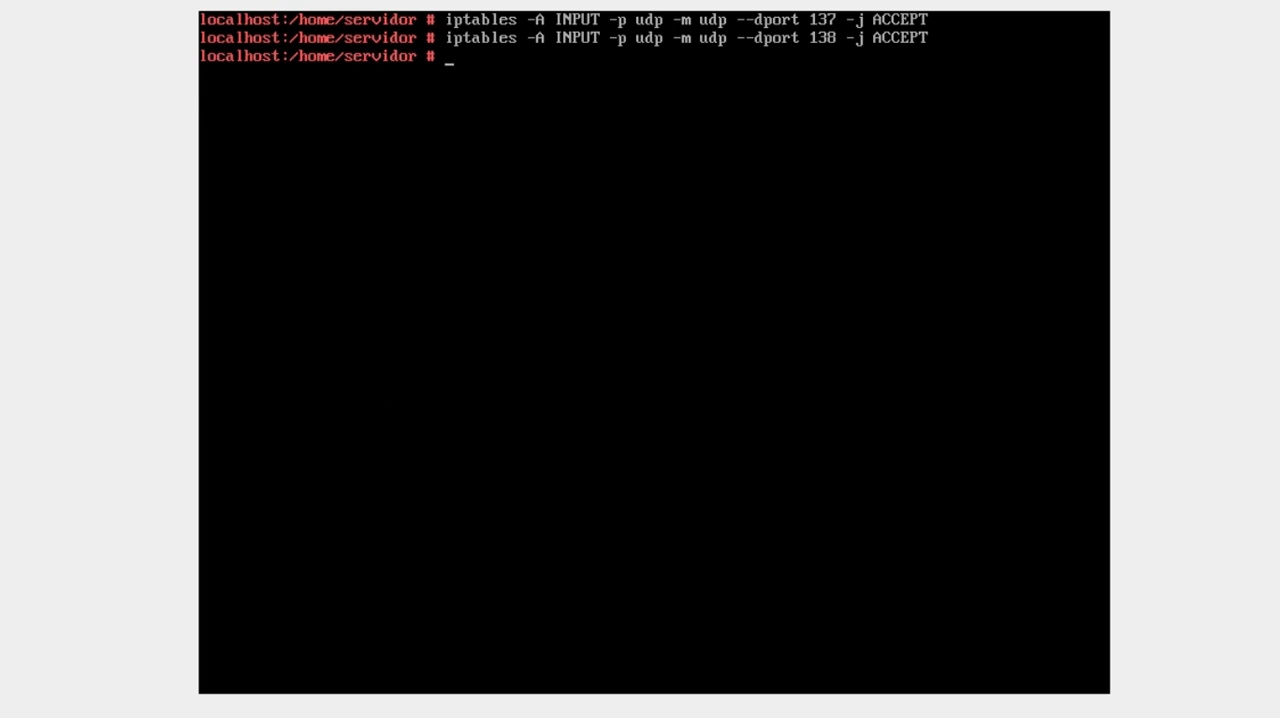 localhost:/home/servidor # iptables -A INPUT -p udp -m udp --dport 137 -j ACCEPT
localhost:/home/servidor # iptables -A INPUT -p udp -m udp --dport 138 -j ACCEPT
localhost:/home/servidor # _